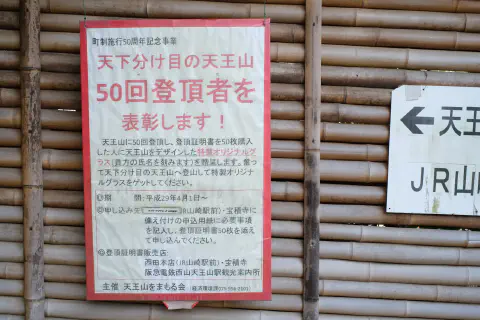 町制施行50周年記念事業
天下分け目の天王山
50回登頂者を
表彰します！
天王山に50回登頂し、登頂証明書を50枚購入
した人に天王山をデザインした特製オリジナルグ
ラス(貴方の氏名を刻みます)を贈呈します。奮っ
て天下分け目の天王山へ登山して特製オリジナ
ルグラスをゲットしてください。
◎期　　間:平成29年4月1日～
◎申し込み先
(JR山崎駅前)・宝積寺に
備え付けの申込用紙に必要事項
を記入し、登頂証明書50枚を添え
て申し込んでください。
◎登頂証明書販売店:
西田本店(JR山崎駅前)・宝積寺
阪急電鉄西山天王山駅観光案内所
主催　天王山をまもる会
← 天王
JR山